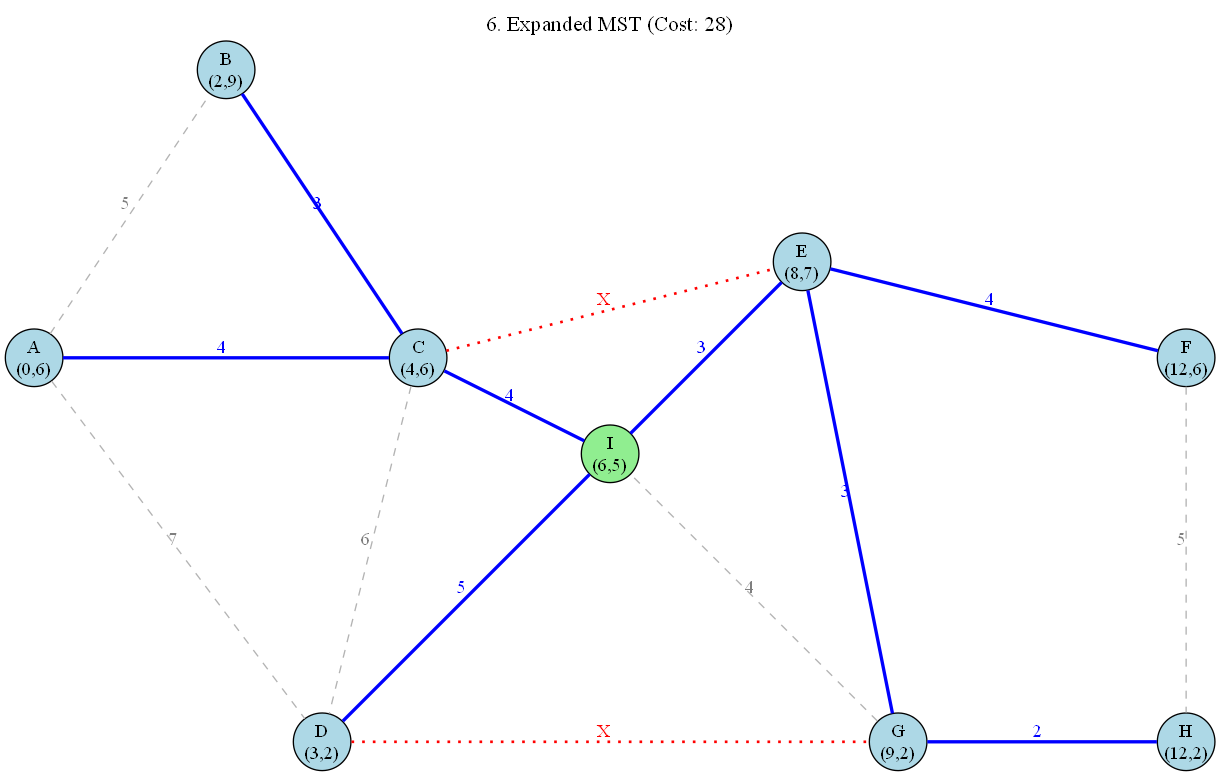 6. Expanded MST (Cost: 28)
B
(2,9)
5
3
E
(8,7)
X
4
A
(0,6)
4
C
(4,6)
3
F
(12,6)
4
I
(6,5)
3
7
6
5
5
4
D
(3,2)
X
G
(9,2)
2
H
(12,2)